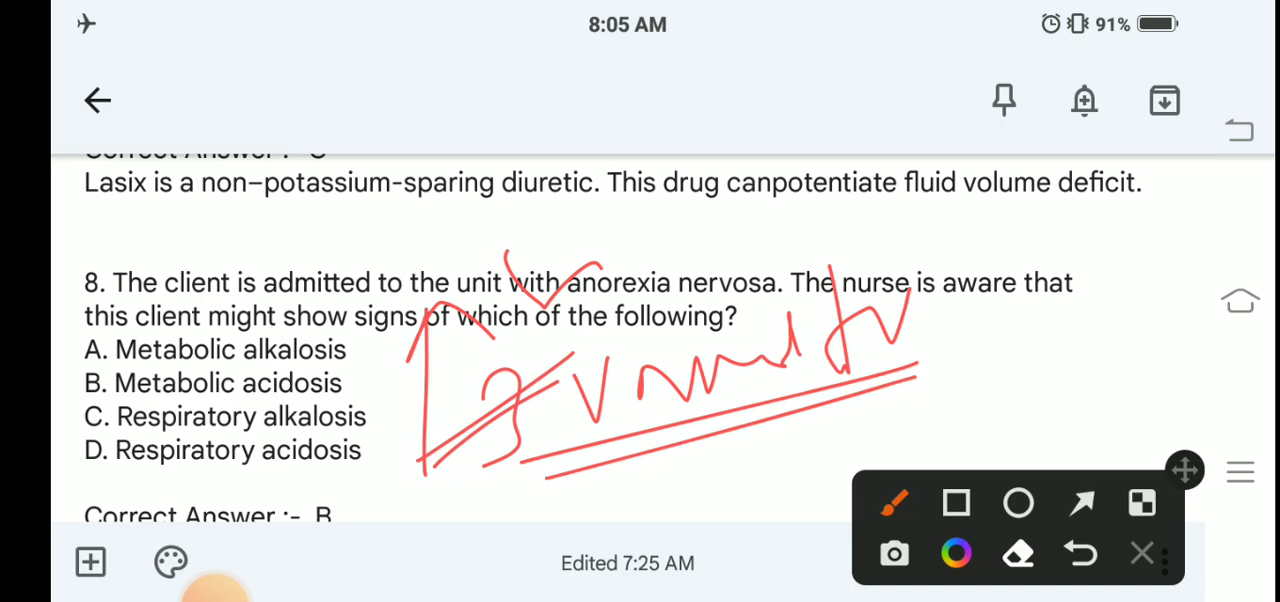 8:05 AM
91%
Correct Answer :- C
Lasix is a non-potassium-sparing diuretic. This drug canpotentiate fluid volume deficit.
8. The client is admitted to the unit with anorexia nervosa. The nurse is aware that
this client might show signs of which of the following?
A. Metabolic alkalosis
B. Metabolic acidosis
C. Respiratory alkalosis
D. Respiratory acidosis
Correct Answer :- B
Edited 7:25 AM